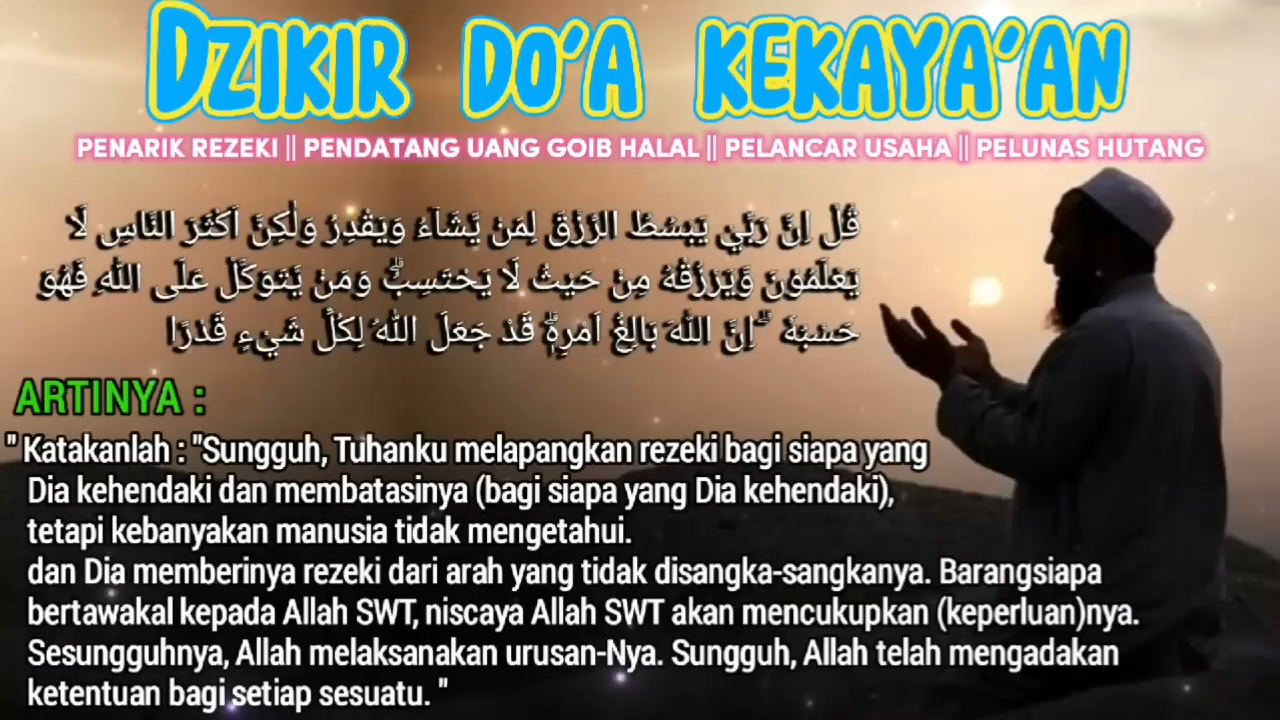 DZIKIR DO'A KEKAYA'AN
PENARIK REZEKI || PENDATANG UANG GOIB HALAL || PELANCAR USAHA || PELUNAS HUTANG
قُلْ اِنَّ رَبِّيْ يَبْسُطُ الرِّزْقَ لِمَنْ يَّشَاۤءُ وَيَقْدِرُ وَلٰكِنَّ اَكْثَرَ النَّاسِ لَا
يَعْلَمُوْنَ وَّيَرْزُقْهُ مِنْ حَيْثُ لَا يَحْتَسِبُۗ وَمَنْ يَّتَوَكَّلْ عَلَى اللّٰهِ فَهُوَ
حَسْبُهٗ ۗاِنَّ اللّٰهَ بَالِغُ اَمْرِهٖۗ قَدْ جَعَلَ اللّٰهُ لِكُلِّ شَيْءٍ قَدْرًا
ARTINYA :
" Katakanlah : "Sungguh, Tuhanku melapangkan rezeki bagi siapa yang
Dia kehendaki dan membatasinya (bagi siapa yang Dia kehendaki),
tetapi kebanyakan manusia tidak mengetahui.
dan Dia memberinya rezeki dari arah yang tidak disangka-sangkanya. Barangsiapa
bertawakal kepada Allah SWT, niscaya Allah SWT akan mencukupkan (keperluan)nya.
Sesungguhnya, Allah melaksanakan urusan-Nya. Sungguh, Allah telah mengadakan
ketentuan bagi setiap sesuatu. "